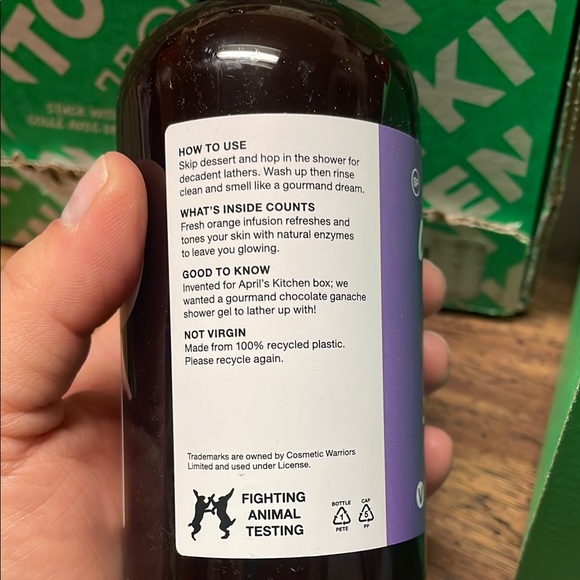 HOW TO USE
Skip dessert and hop in the shower for
decadent lathers. Wash up then rinse
clean and smell like a gourmand dream.
WHAT'S INSIDE COUNTS
Fresh orange infusion refreshes and
tones your skin with natural enzymes
to leave you glowing.
GOOD TO KNOW
Invented for April's Kitchen box; we
wanted a gourmand chocolate ganache
shower gel to lather up with!
NOT VIRGIN
Made from 100% recycled plastic.
Please recycle again.
Trademarks are owned by Cosmetic Warriors
Limited and used under License.
FIGHTING
ANIMAL
TESTING
BOTTLE
1
PETE
CAP
5
PP